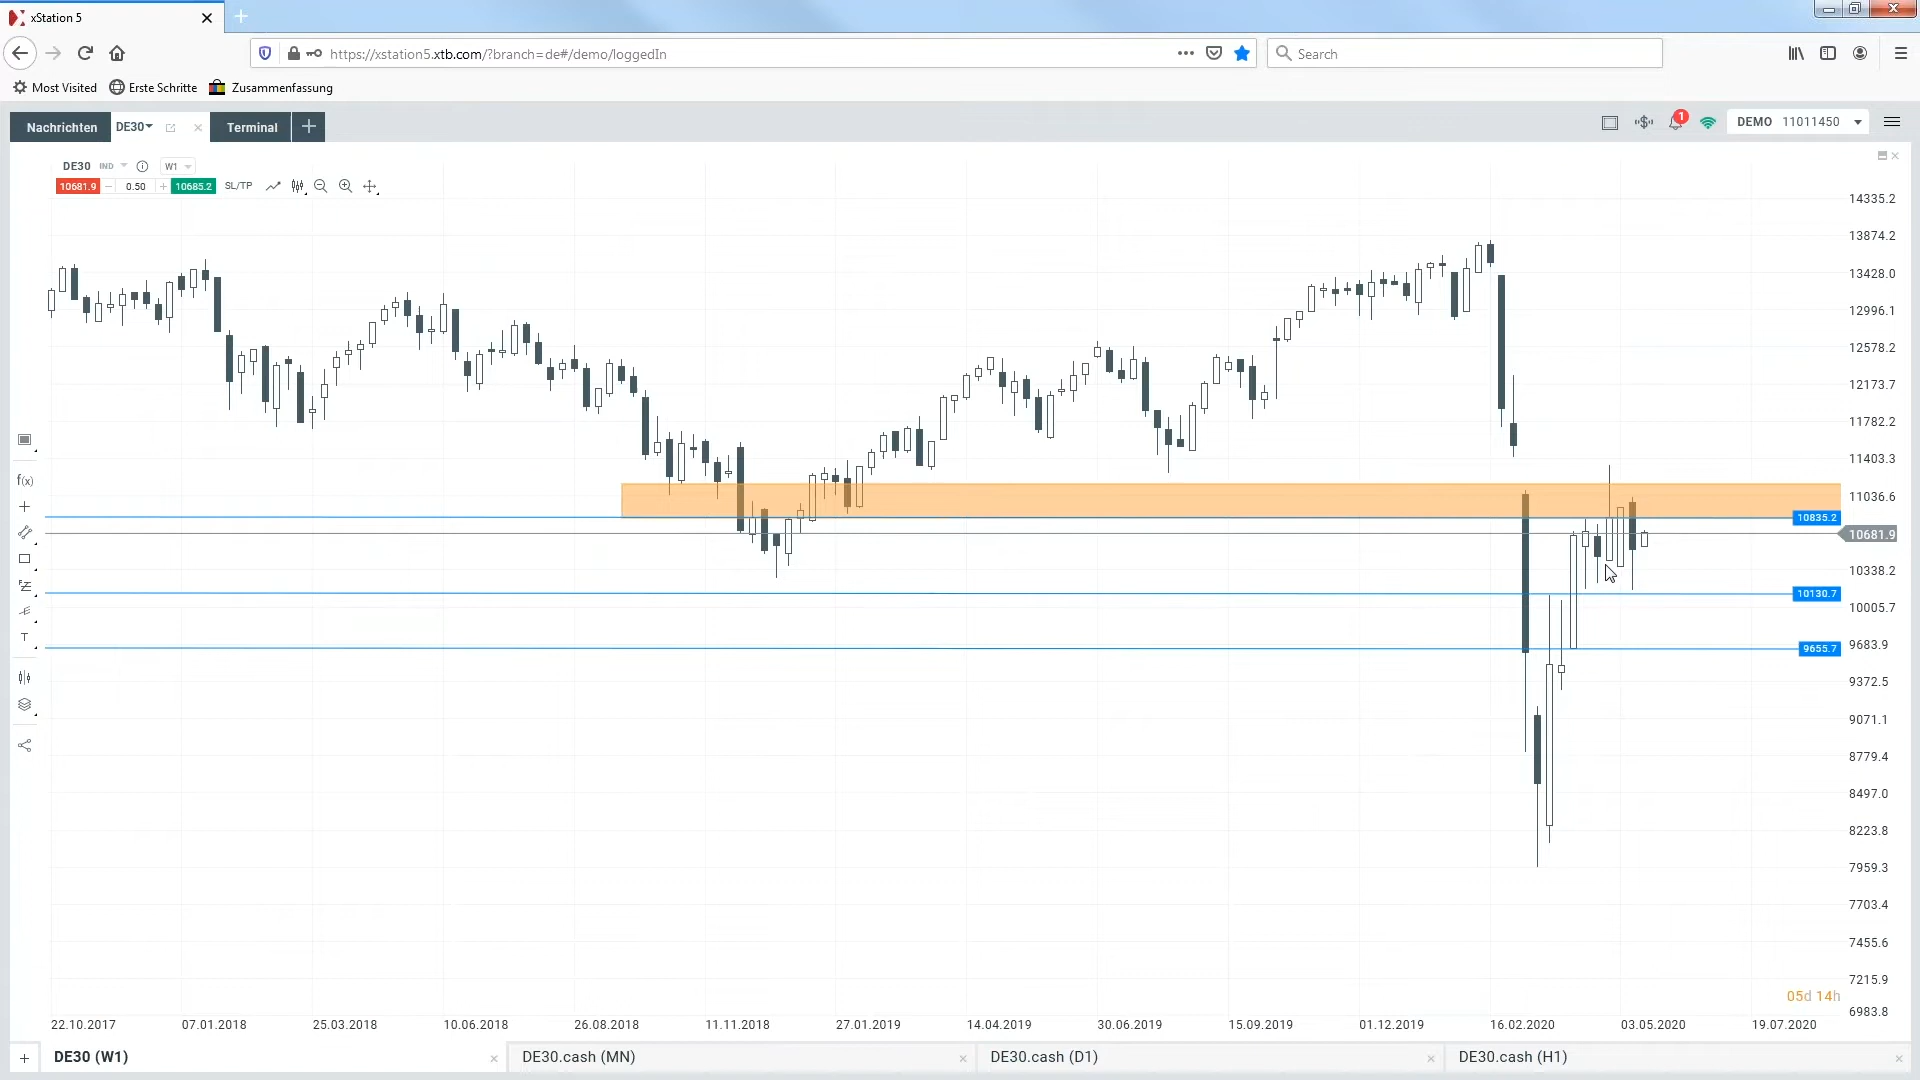 xStation 5
https://xstation5.xtb.com/?branch=de#/demo/loggedIn
Search
Most Visited
Erste Schritte
Zusammenfassung
Nachrichten
DE30
Terminal
1
DEMO 11011450
DE30 IND W1
10681.9 0.50 10685.2 SL/TP
14335.2
13874.2
13428.0
12996.1
12578.2
12173.7
11782.2
11403.3
11036.6
10835.2
10681.9
10338.2
10130.7
10005.7
9655.7
9683.9
9372.5
9071.1
8779.4
8497.0
8223.8
7959.3
7703.4
7455.6
7215.9
6983.8
f(x)
T
05d 14h
22.10.2017 07.01.2018 25.03.2018 10.06.2018 26.08.2018 11.11.2018 27.01.2019 14.04.2019 30.06.2019 15.09.2019 01.12.2019 16.02.2020 03.05.2020 19.07.2020
DE30 (W1)
DE30.cash (MN)
DE30.cash (D1)
DE30.cash (H1)